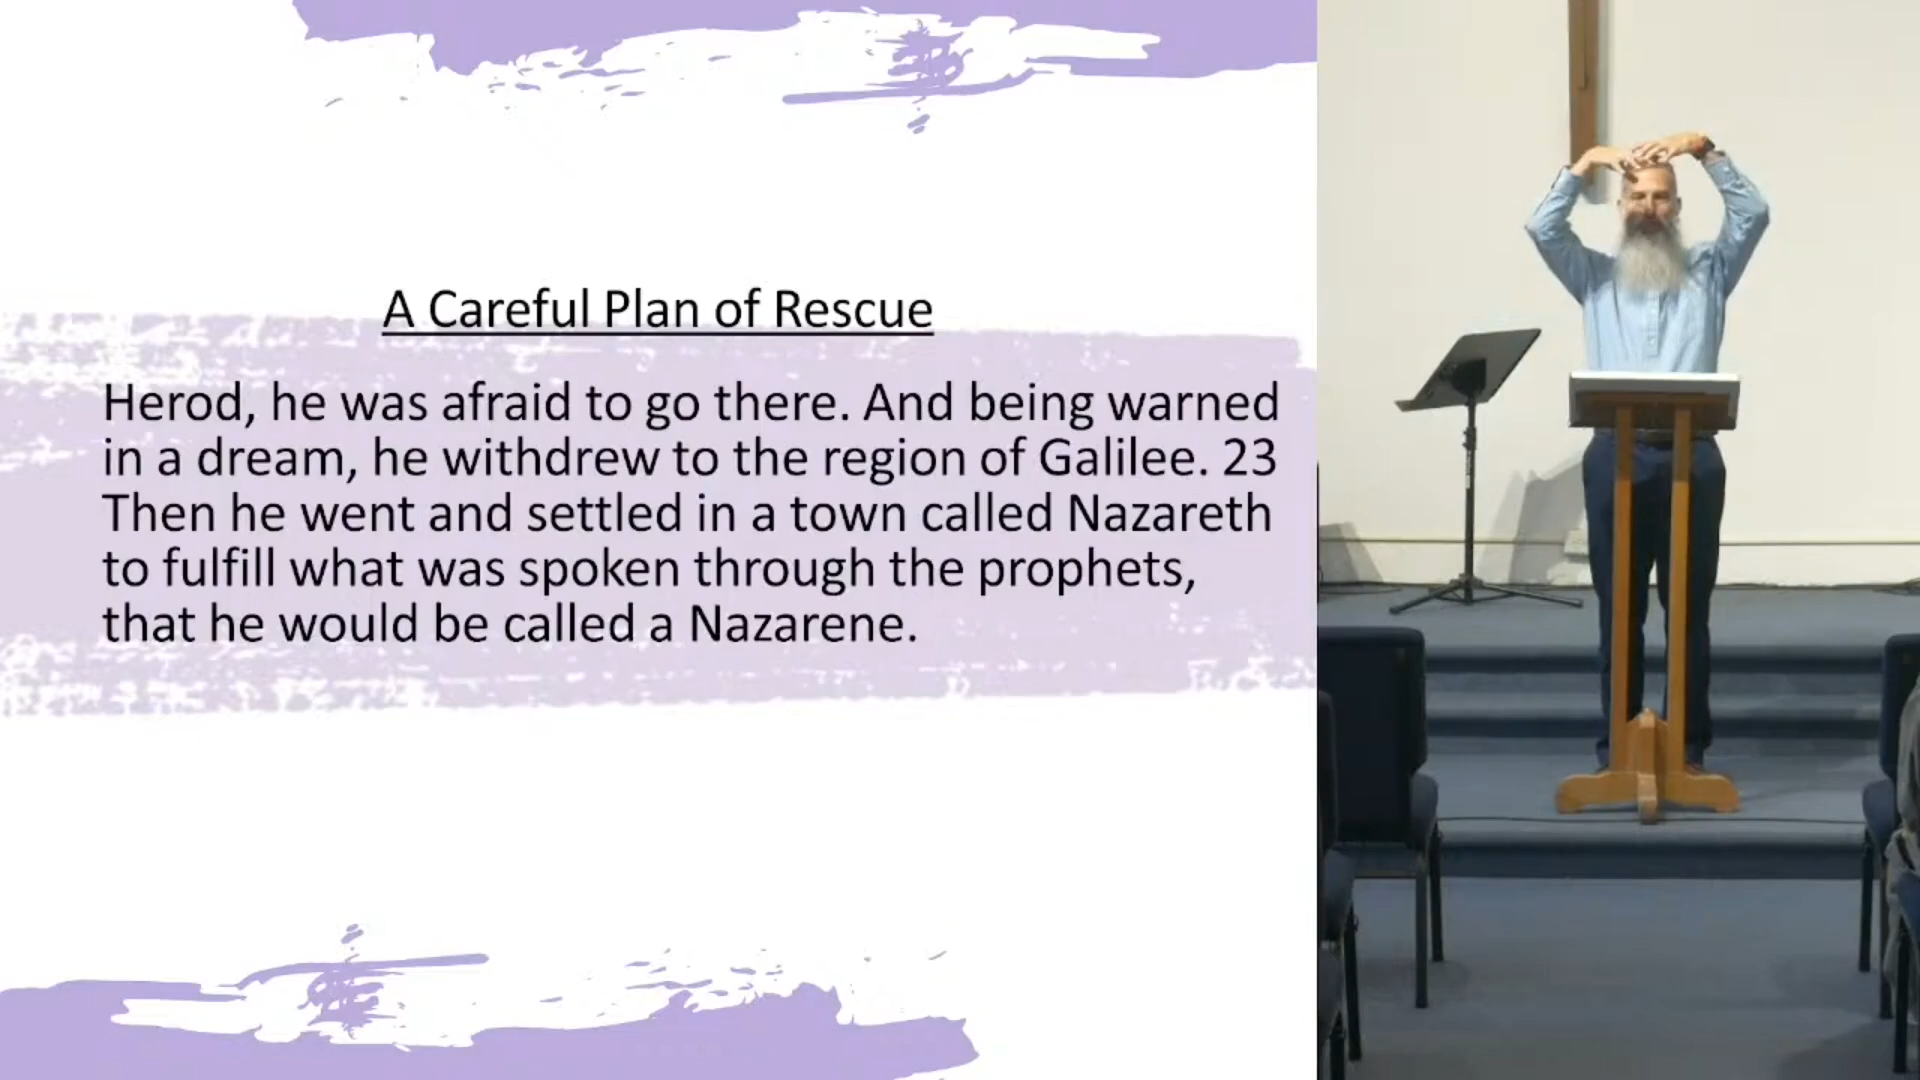 A Careful Plan of Rescue
Herod, he was afraid to go there. And being warned
in a dream, he withdrew to the region of Galilee. 23
Then he went and settled in a town called Nazareth
to fulfill what was spoken through the prophets,
that he would be called a Nazarene.